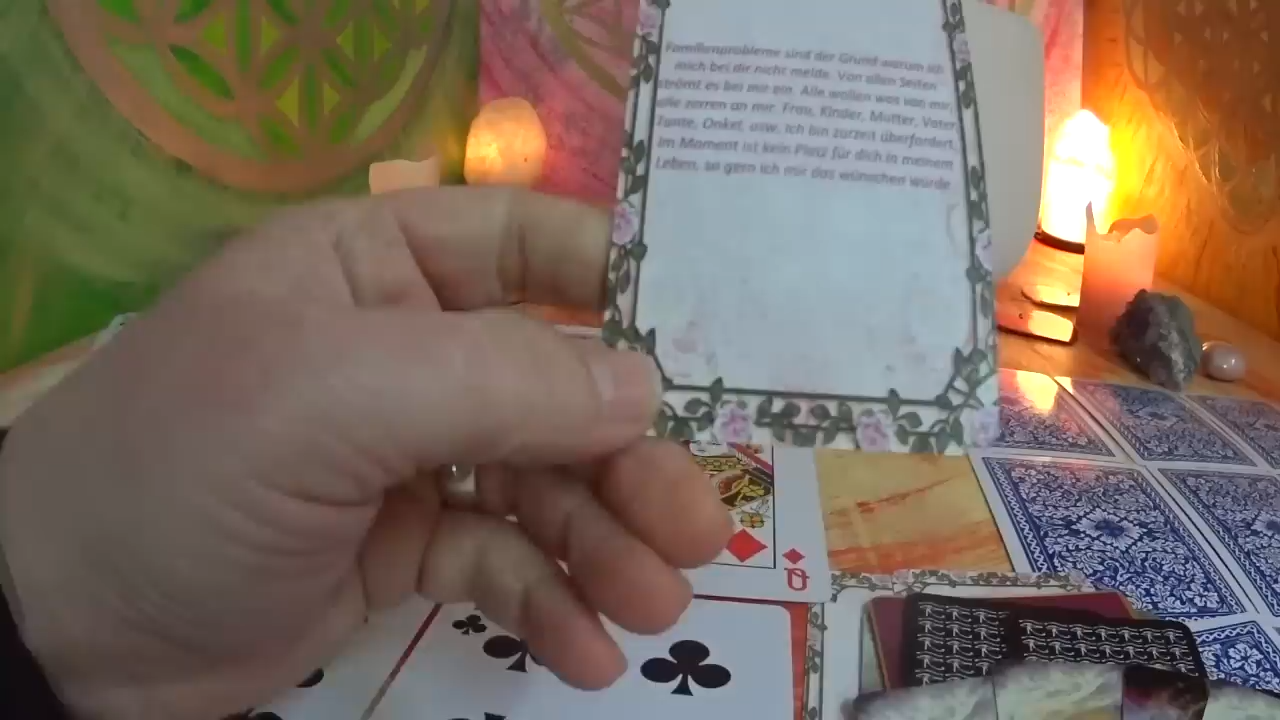 Familienprobleme sind der Grund warum ich
mich bei dir nicht melde. Von allen Seiten
strömt es bei mir ein. Alle wollen was von mir,
alle zerren an mir. Frau, Kinder, Mutter, Vater
Tante, Onkel, usw. Ich bin zurzeit überfordert.
Im Moment ist kein Platz für dich in meinem
Leben, so gern ich mir das wünschen würde
Q